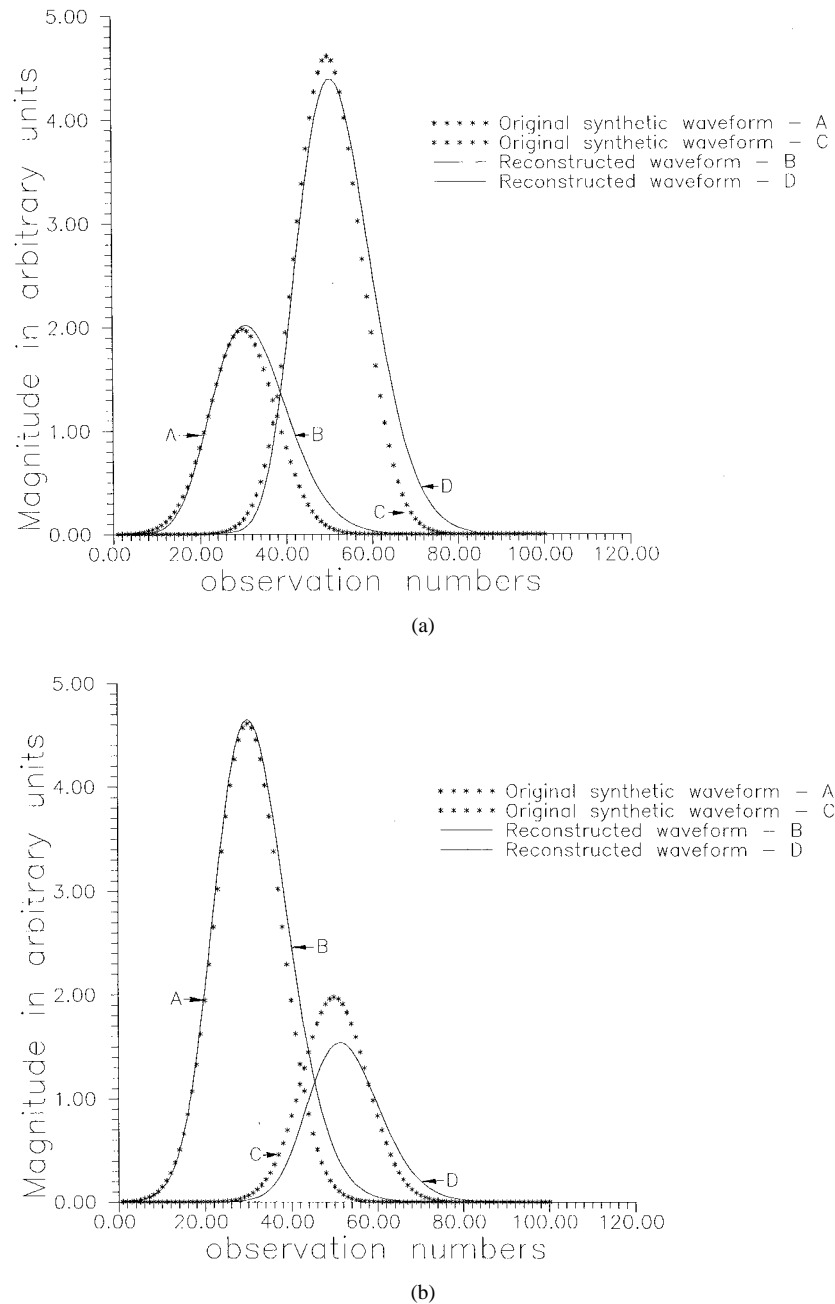 5.00
4.00
3.00
2.00
1.00
0.00
Magnitude in arbitrary units
Original synthetic waveform - A
Original synthetic waveform - C
Reconstructed waveform - B
Reconstructed waveform - D
A
B
C
D
0.00 20.00 40.00 60.00 80.00 100.00 120.00
observation numbers
(a)
5.00
4.00
3.00
2.00
1.00
0.00
Magnitude in arbitrary units
Original synthetic waveform - A
Original synthetic waveform - C
Reconstructed waveform - B
Reconstructed waveform - D
B
A
C
D
0.00 20.00 40.00 60.00 80.00 100.00 120.00
observation numbers
(b)